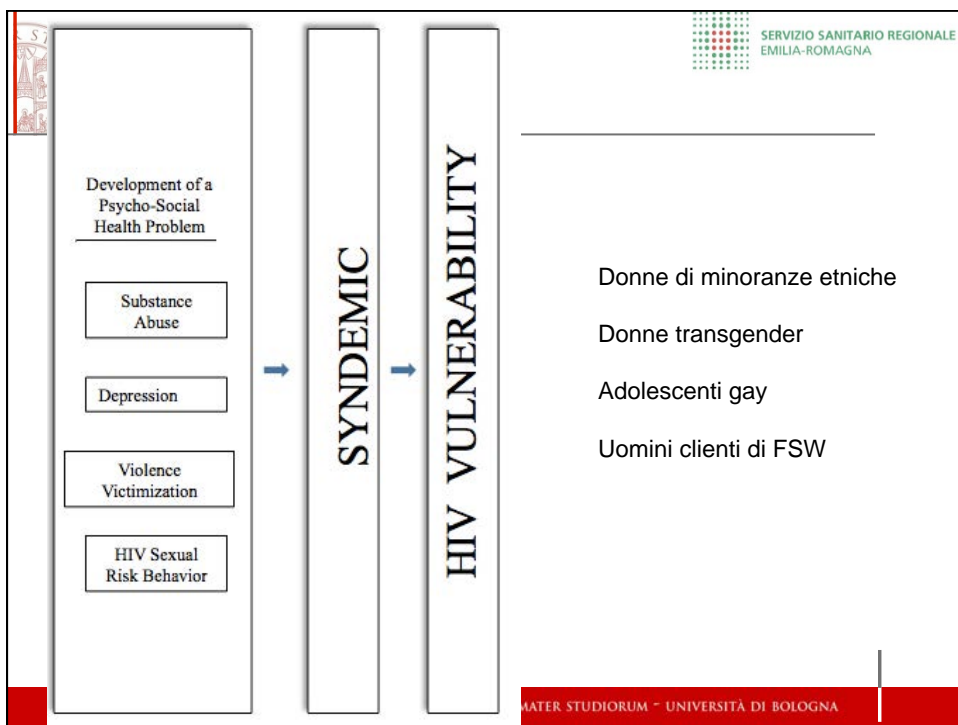 SERVIZIO SANITARIO REGIONALE
EMILIA-ROMAGNA
Development of a
Psycho-Social
Health Problem
Substance
Abuse
Depression
Violence
Victimization
HIV Sexual
Risk Behavior
SYNDEMIC
HIV VULNERABILITY
Donne di minoranze etniche
Donne transgender
Adolescenti gay
Uomini clienti di FSW
MATER STUDIORUM - UNIVERSITÀ DI BOLOGNA